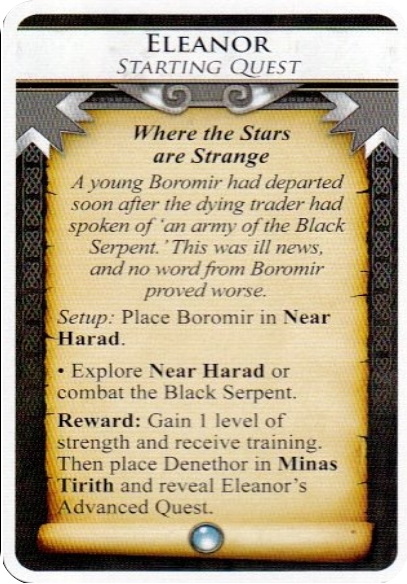 ELEANOR
STARTING QUEST
Where the Stars
are Strange
A young Boromir had departed
soon after the dying trader had
spoken of ‘an army of the Black
Serpent.’ This was ill news,
and no word from Boromir
proved worse.
Setup: Place Boromir in Near
Harad.
• Explore Near Harad or
combat the Black Serpent.
Reward: Gain 1 level of
strength and receive training.
Then place Denethor in Minas
Tirith and reveal Eleanor’s
Advanced Quest.